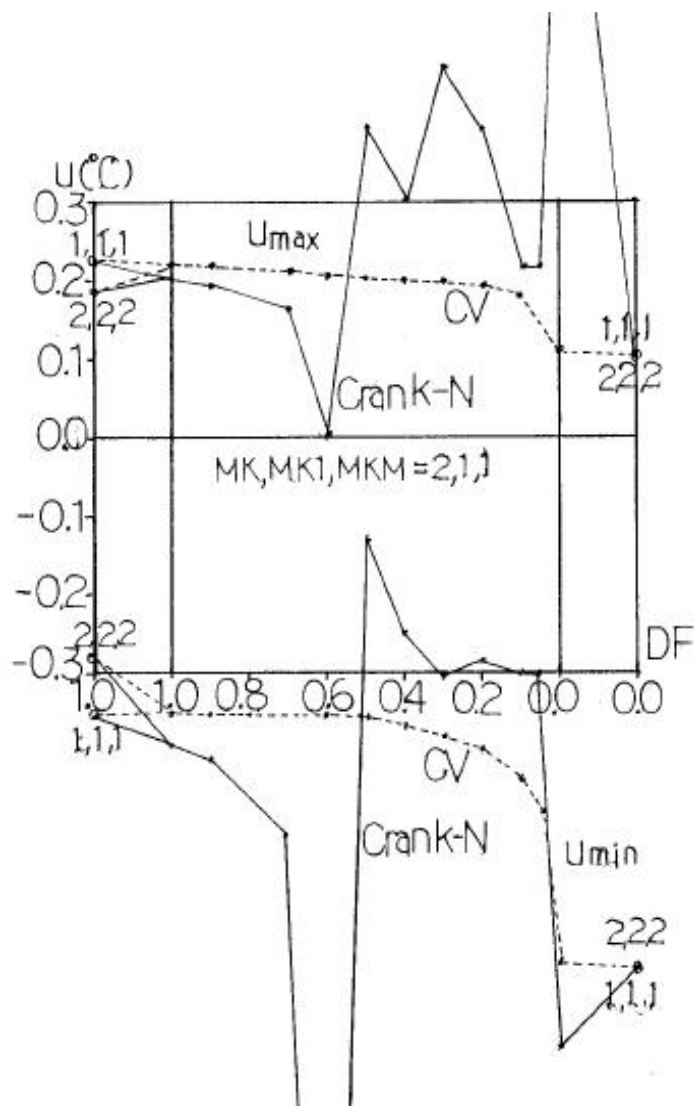 u(°C)
0.3
1,1,1
Umax
0.2
2,2,2
CV
1,1,1
0.1
Crank-N
2,2,2
0.0
MK,MK1,MKM=2,1,1
-0.1
-0.2
2,2,2
DF
-0.3
1.0 1.0 0.8 0.6 0.4 0.2 0.0 0.0
1,1,1
CV
Crank-N
Umin
2,2,2
1,1,1